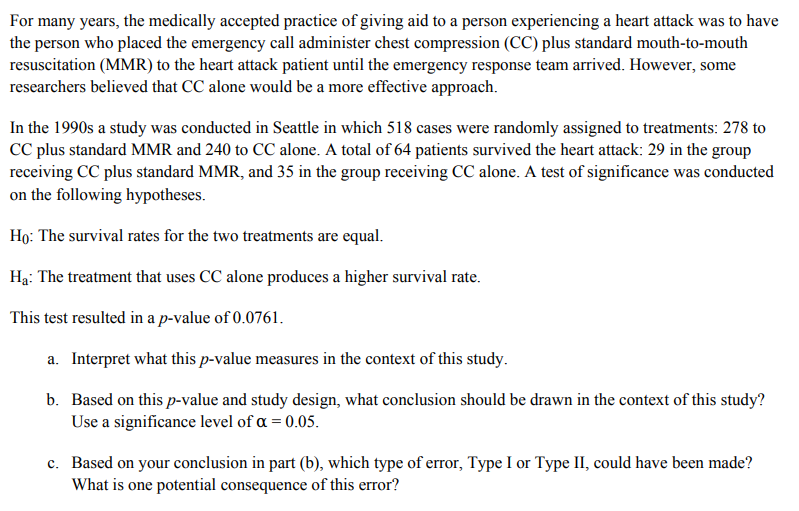 For many years, the medically accepted practice of giving aid to a person experiencing a heart attack was to have
the person who placed the emergency call administer chest compression (CC) plus standard mouth-to-mouth
resuscitation (MMR) to the heart attack patient until the emergency response team arrived. However, some
researchers believed that CC alone would be a more effective approach.
In the 1990s a study was conducted in Seattle in which 518 cases were randomly assigned to treatments: 278 to
CC plus standard MMR and 240 to CC alone. A total of 64 patients survived the heart attack: 29 in the group
receiving CC plus standard MMR, and 35 in the group receiving CC alone. A test of significance was conducted
on the following hypotheses.
H₀: The survival rates for the two treatments are equal.
Hₐ: The treatment that uses CC alone produces a higher survival rate.
This test resulted in a p-value of 0.0761.
a. Interpret what this p-value measures in the context of this study.
b. Based on this p-value and study design, what conclusion should be drawn in the context of this study?
Use a significance level of α = 0.05.
c. Based on your conclusion in part (b), which type of error, Type I or Type II, could have been made?
What is one potential consequence of this error?